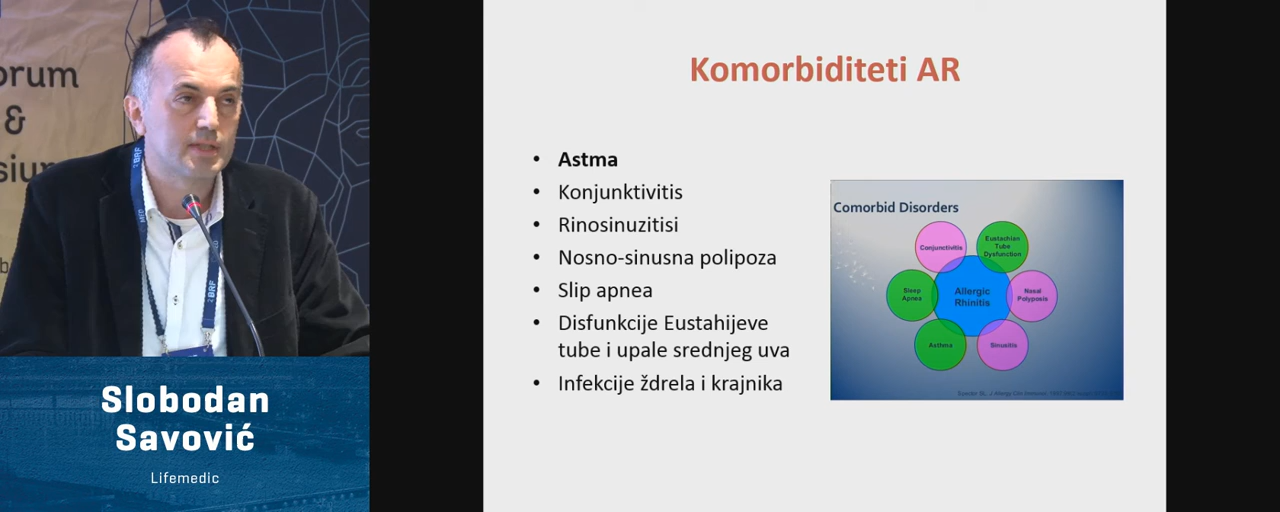 orum
&
sium
BRF
BRF
Slobodan
Savović
Lifemedic
Komorbiditeti AR
• Astma
• Konjunktivitis
• Rinosinuzitisi
• Nosno-sinusna polipoza
• Slip apnea
• Disfunkcije Eustahijeve
tube i upale srednjeg uva
• Infekcije ždrela i krajnika
Comorbid Disorders
Conjunctivitis
Eustachian
Tube
Dysfunction
Sleep
Apnea
Allergic
Rhinitis
Nasal
Polyposis
Asthma
Sinusitis